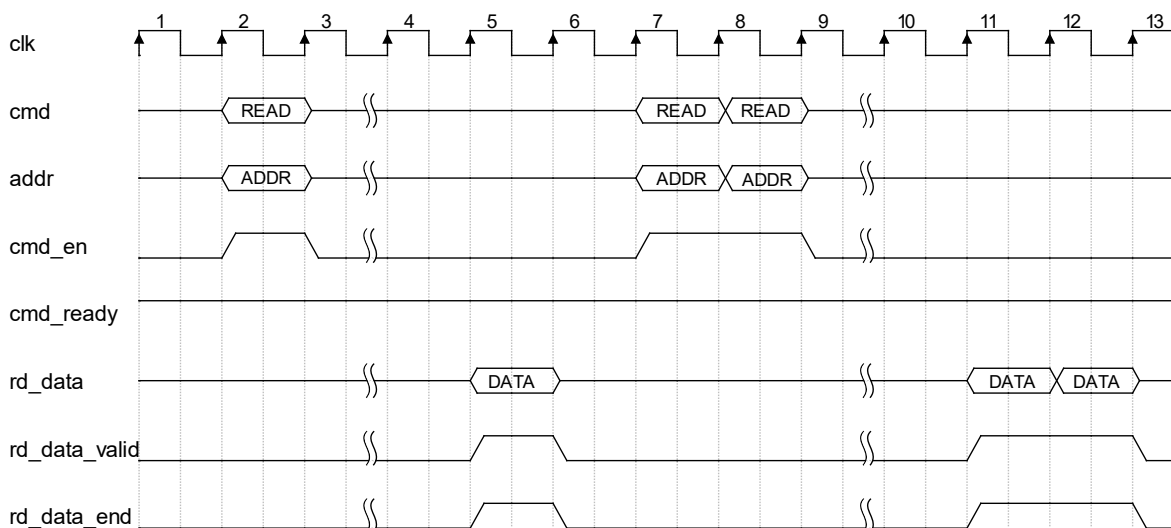 1 2 3 4 5 6 7 8 9 10 11 12 13
clk
cmd READ READ READ
addr ADDR ADDR ADDR
cmd_en
cmd_ready
rd_data DATA DATA DATA
rd_data_valid
rd_data_end